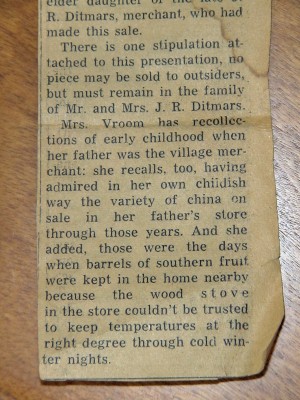 elder daughter of the late J.
R. Ditmars, merchant, who had
made this sale.
There is one stipulation at-
tached to this presentation, no
piece may be sold to outsiders,
but must remain in the family
of Mr. and Mrs. J. R. Ditmars.
Mrs. Vroom has recollec-
tions of early childhood when
her father was the village mer-
chant: she recalls, too, having
admired in her own childish
way the variety of china on
sale in her father's store
through those years. And she
added, those were the days
when barrels of southern fruit
were kept in the home nearby
because the wood stove
in the store couldn't be trusted
to keep temperatures at the
right degree through cold win-
ter nights.